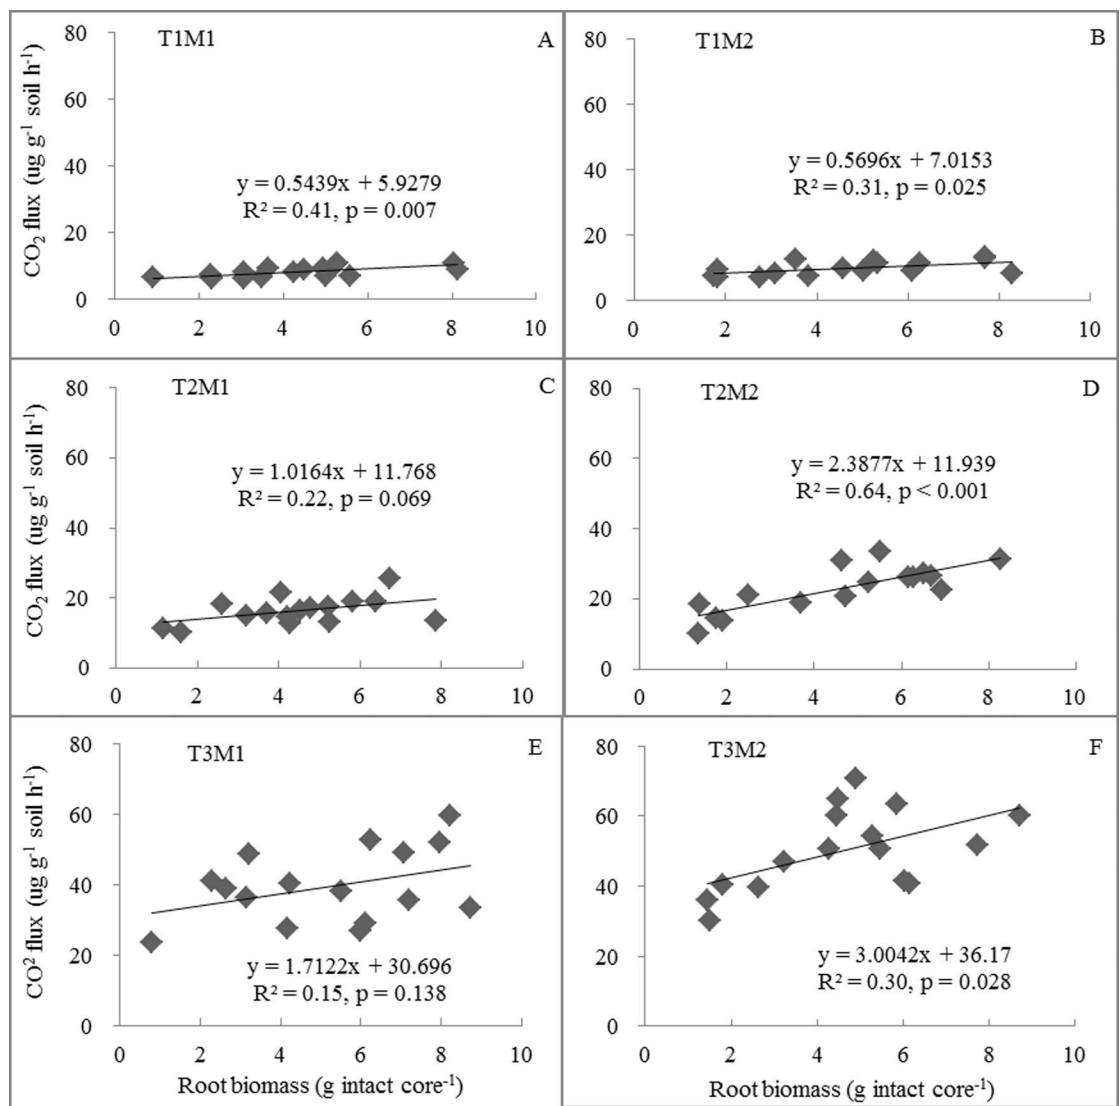 T1M1
A
CO₂ flux (ug g⁻¹ soil h⁻¹)
80
60
40
20
0
y = 0.5439x + 5.9279
R² = 0.41, p = 0.007
0 2 4 6 8 10
T1M2
B
80
60
40
20
0
y = 0.5696x + 7.0153
R² = 0.31, p = 0.025
0 2 4 6 8 10
T2M1
C
CO₂ flux (ug g⁻¹ soil h⁻¹)
80
60
40
20
0
y = 1.0164x + 11.768
R² = 0.22, p = 0.069
0 2 4 6 8 10
T2M2
D
80
60
40
20
0
y = 2.3877x + 11.939
R² = 0.64, p < 0.001
0 2 4 6 8 10
T3M1
E
CO² flux (ug g⁻¹ soil h⁻¹)
80
60
40
20
0
y = 1.7122x + 30.696
R² = 0.15, p = 0.138
0 2 4 6 8 10
Root biomass (g intact core⁻¹)
T3M2
F
80
60
40
20
0
y = 3.0042x + 36.17
R² = 0.30, p = 0.028
0 2 4 6 8 10
Root biomass (g intact core⁻¹)